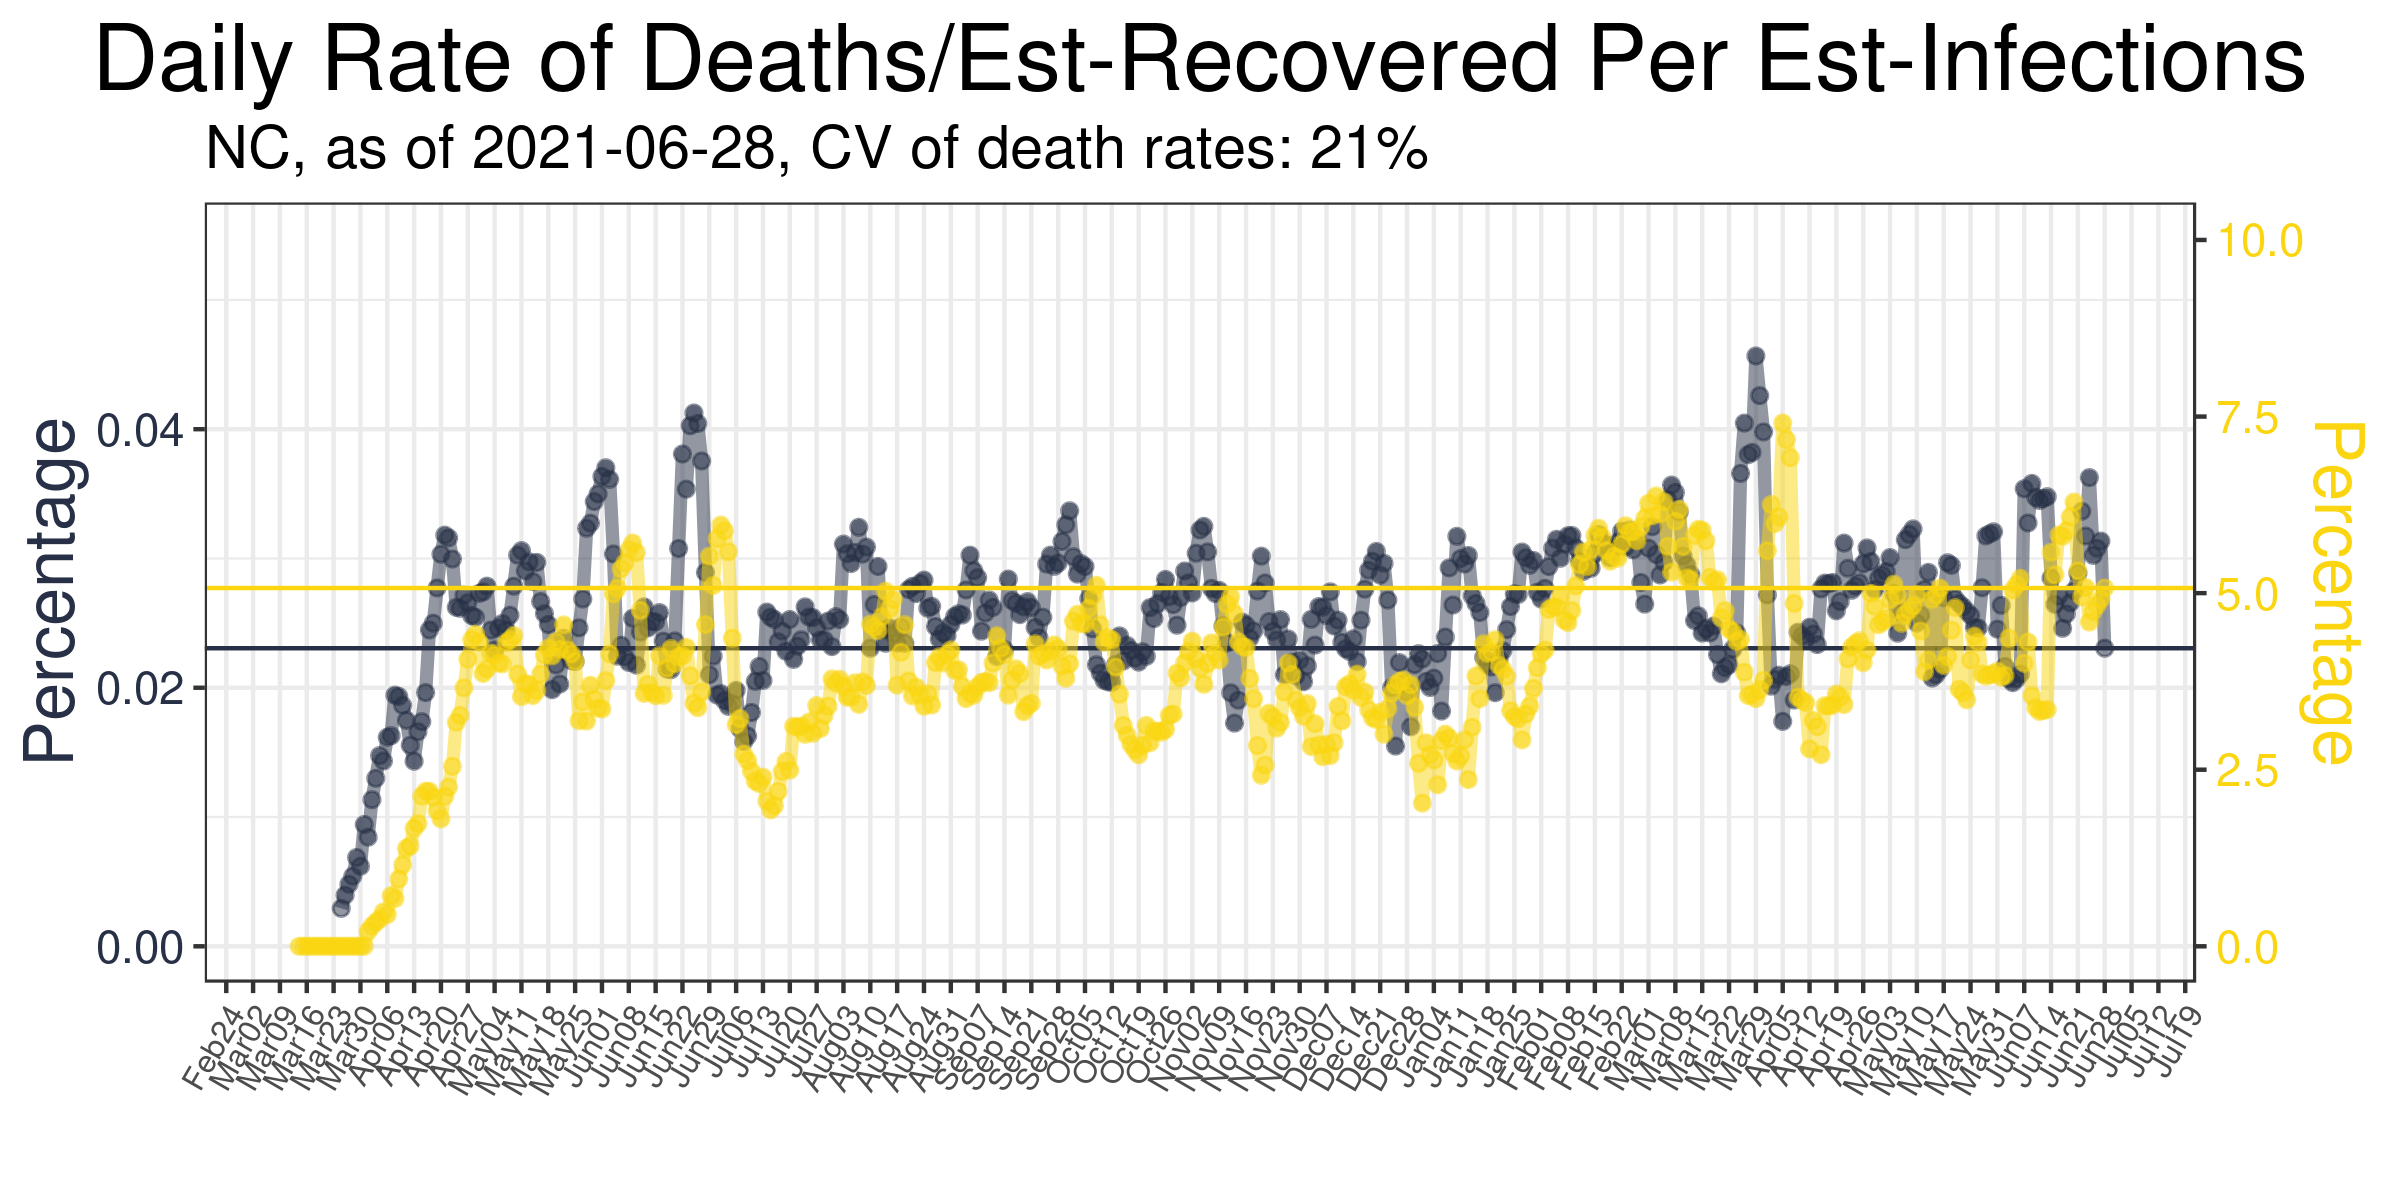 Daily Rate of Deaths/Est-Recovered Per Est-Infections
NC, as of 2021-06-28, CV of death rates: 21%
Percentage
0.04
0.02
0.00
10.0
7.5
5.0
2.5
0.0
Percentage
Feb24
Mar02
Mar09
Mar16
Mar23
Mar30
Apr06
Apr13
Apr20
Apr27
May04
May11
May18
May25
Jun01
Jun08
Jun15
Jun22
Jun29
Jul06
Jul13
Jul20
Jul27
Aug03
Aug10
Aug17
Aug24
Aug31
Sep07
Sep14
Sep21
Sep28
Oct05
Oct12
Oct19
Oct26
Nov02
Nov09
Nov16
Nov23
Nov30
Dec07
Dec14
Dec21
Dec28
Jan04
Jan11
Jan18
Jan25
Feb01
Feb08
Feb15
Feb22
Mar01
Mar08
Mar15
Mar22
Mar29
Apr05
Apr12
Apr19
Apr26
May03
May10
May17
May24
May31
Jun07
Jun14
Jun21
Jun28
Jul05
Jul12
Jul19